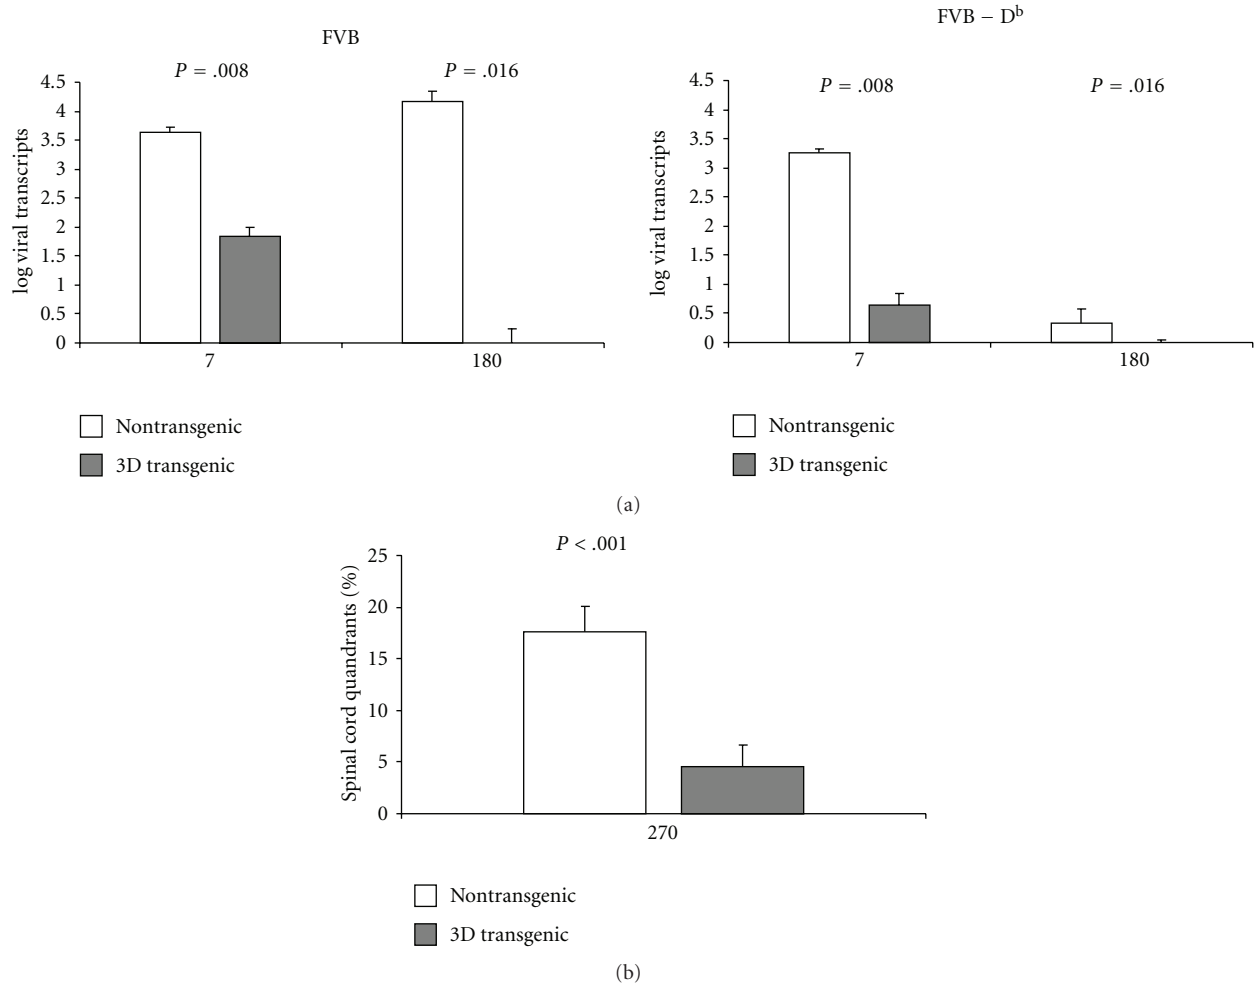 FVB
P = .008
P = .016
4.5
4
3.5
3
2.5
2
1.5
1
0.5
0
log viral transcripts
7
180
Nontransgenic
3D transgenic
FVB − Dᵇ
P = .008
P = .016
4.5
4
3.5
3
2.5
2
1.5
1
0.5
0
log viral transcripts
7
180
Nontransgenic
3D transgenic
(a)
P < .001
25
20
15
10
5
0
Spinal cord quandrants (%)
270
Nontransgenic
3D transgenic
(b)